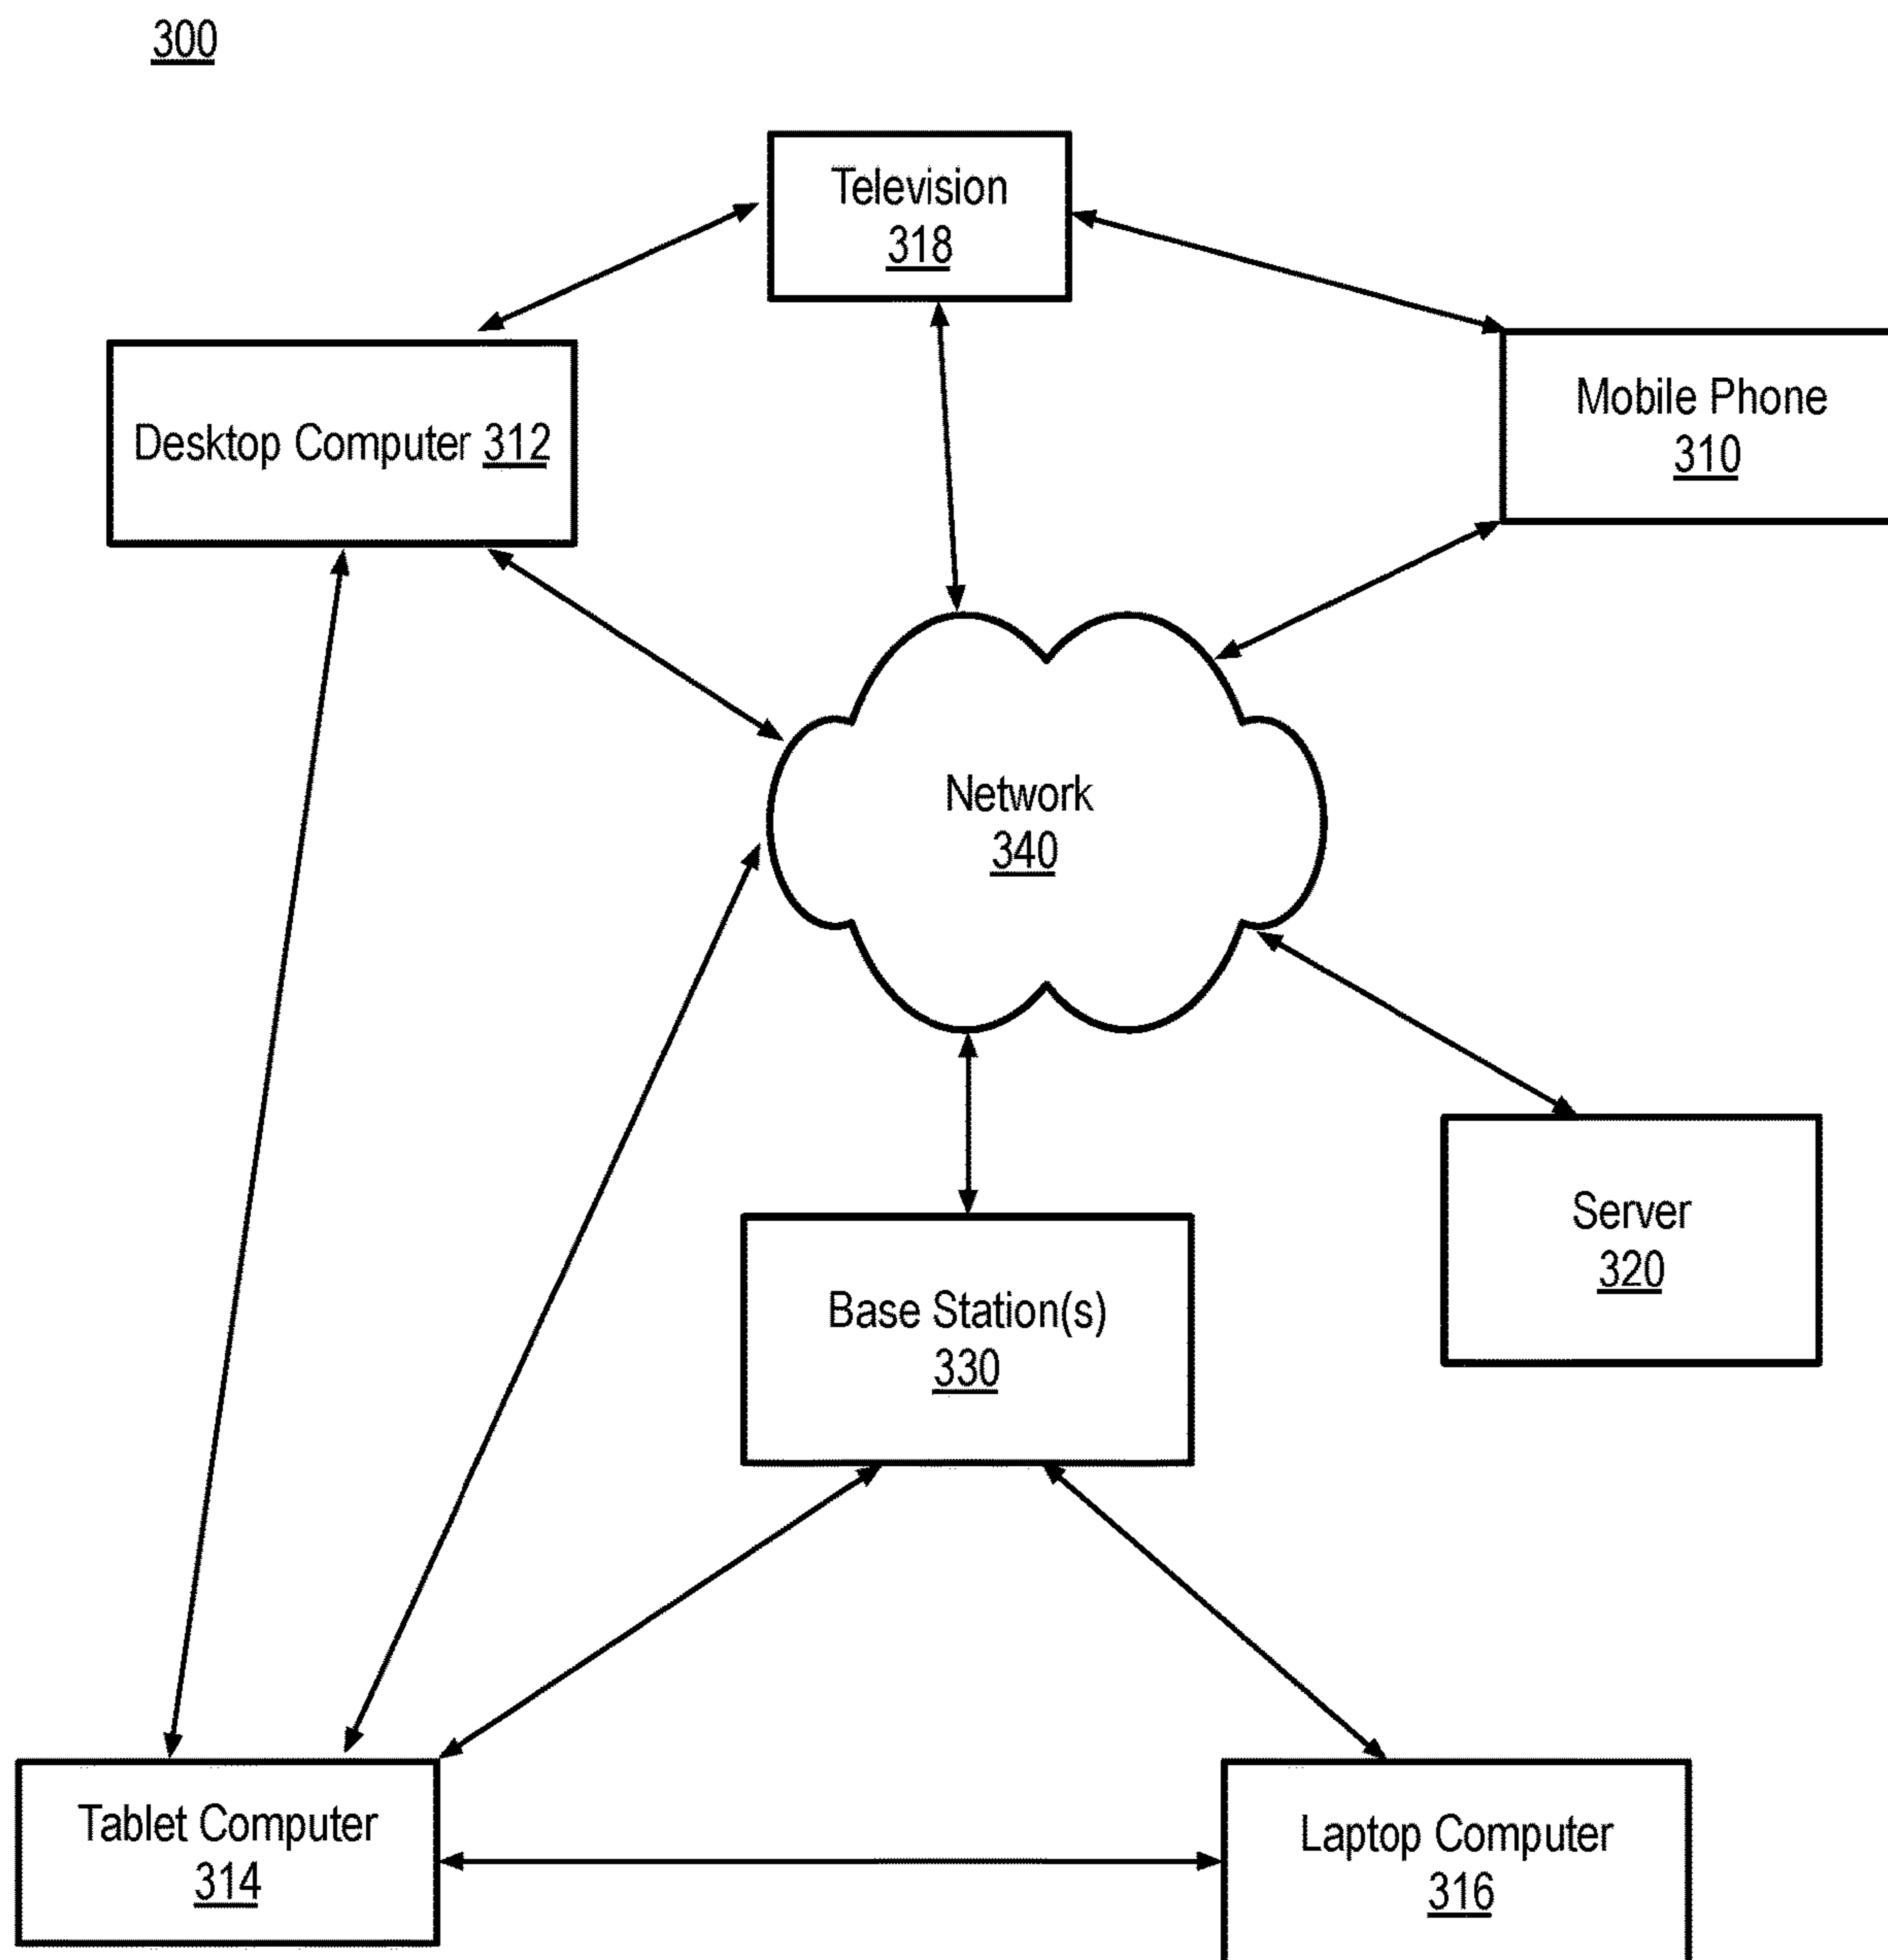 300
Television
318
Desktop Computer 312
Mobile Phone
310
Network
340
Server
320
Base Station(s)
330
Tablet Computer
314
Laptop Computer
316